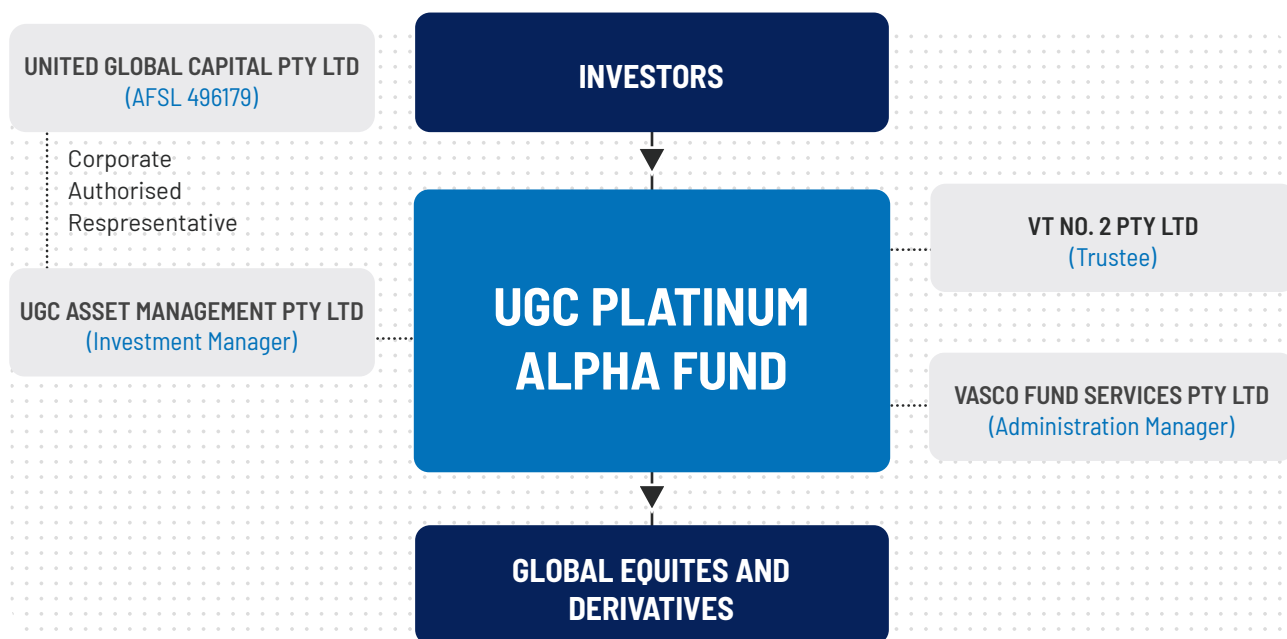 UNITED GLOBAL CAPITAL PTY LTD
(AFSL 496179)
Corporate
Authorised
Respresentative
UGC ASSET MANAGEMENT PTY LTD
(Investment Manager)
INVESTORS
UGC PLATINUM
ALPHA FUND
GLOBAL EQUITES AND
DERIVATIVES
VT NO. 2 PTY LTD
(Trustee)
VASCO FUND SERVICES PTY LTD
(Administration Manager)